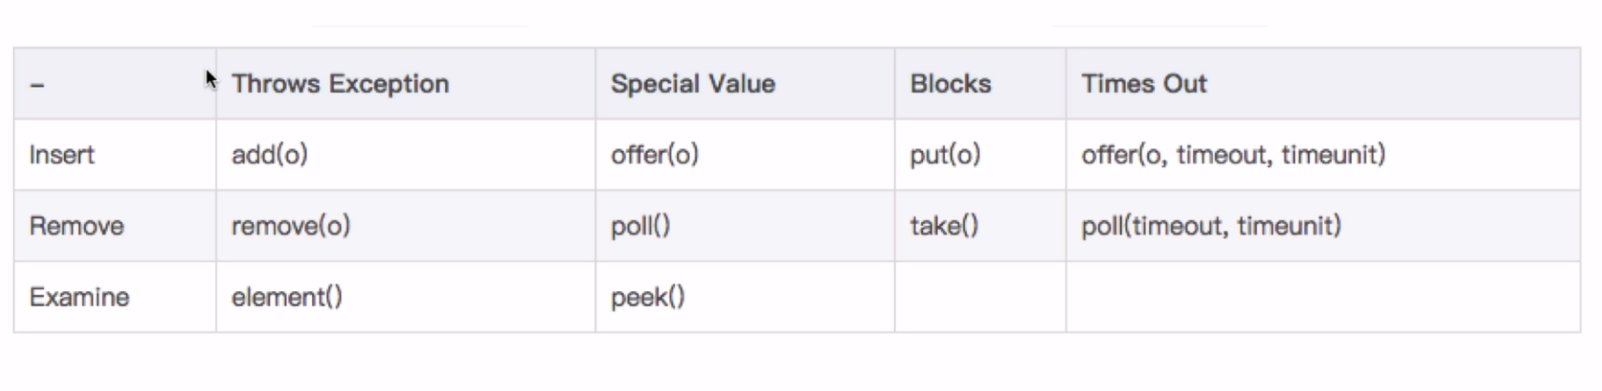 – Throws Exception Special Value Blocks Times Out
Insert add(o) offer(o) put(o) offer(o, timeout, timeunit)
Remove remove(o) poll() take() poll(timeout, timeunit)
Examine element() peek()